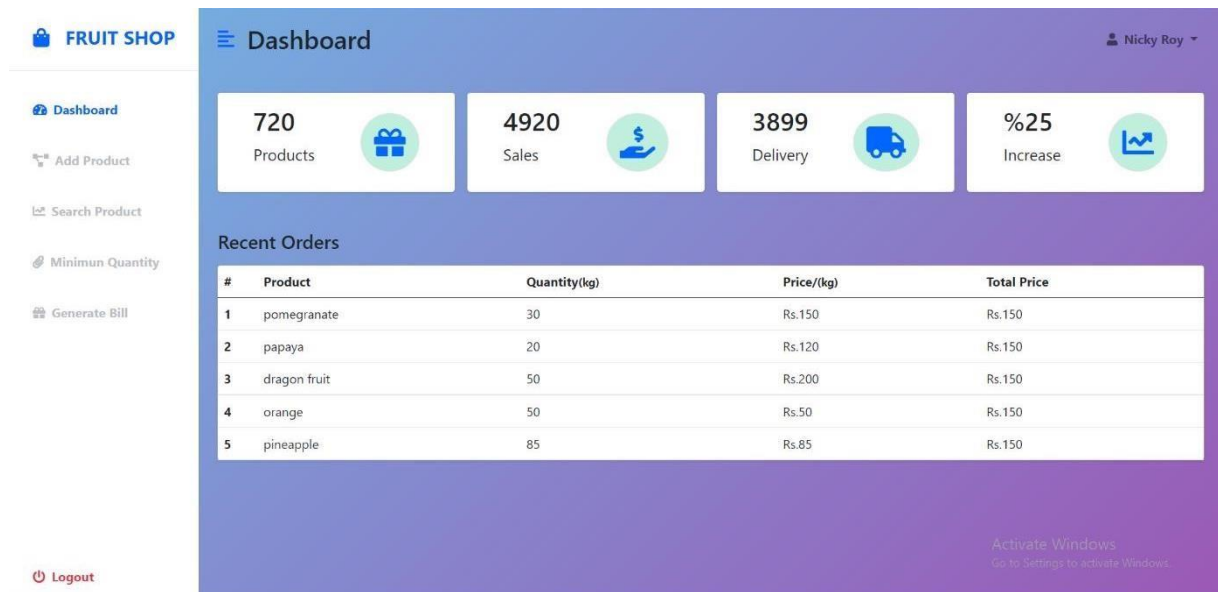 FRUIT SHOP
Dashboard
Nicky Roy
Dashboard
Add Product
Search Product
Minimun Quantity
Generate Bill
Logout
720
Products
4920
Sales
3899
Delivery
%25
Increase
Recent Orders
# Product Quantity(kg) Price/(kg) Total Price
1 pomegranate 30 Rs.150 Rs.150
2 papaya 20 Rs.120 Rs.150
3 dragon fruit 50 Rs.200 Rs.150
4 orange 50 Rs.50 Rs.150
5 pineapple 85 Rs.85 Rs.150
Activate Windows
Go to Settings to activate Windows.